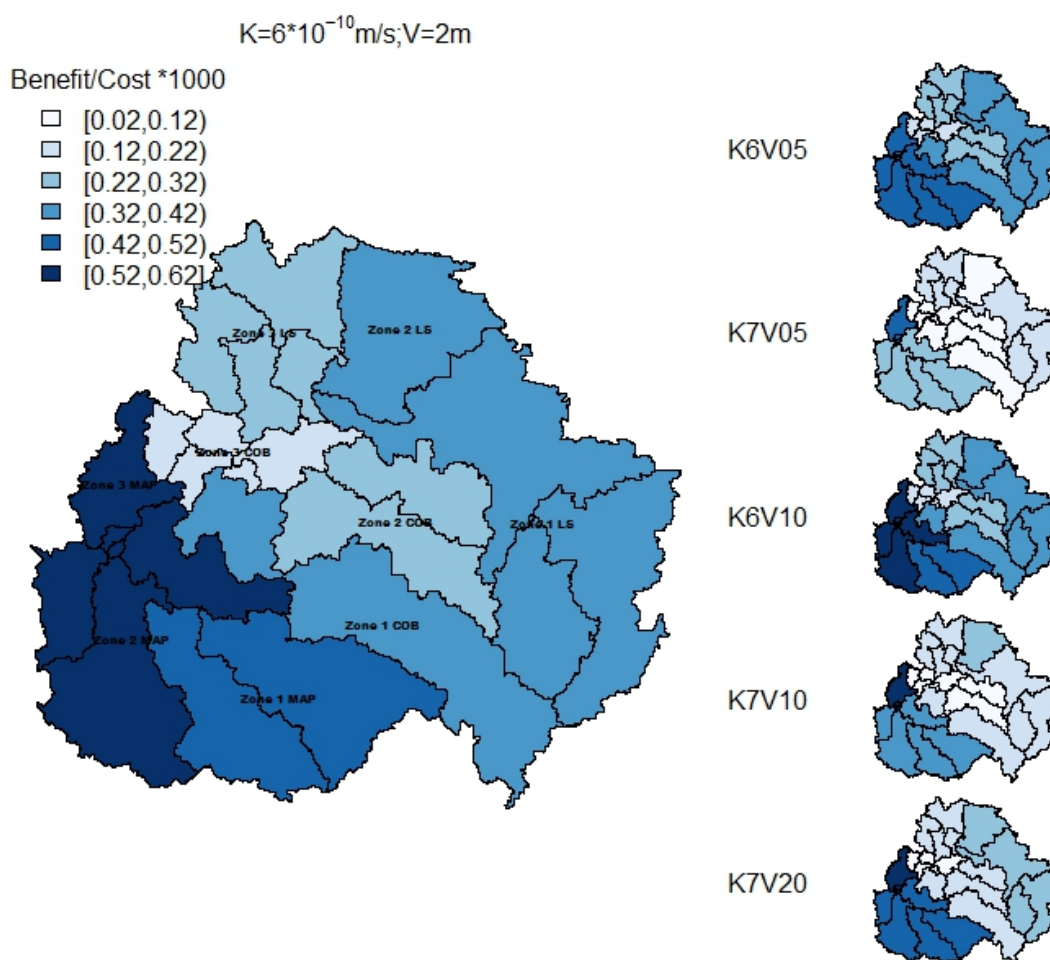 K=6*10⁻¹⁰m/s;V=2m
Benefit/Cost *1000
[0.02,0.12)
[0.12,0.22)
[0.22,0.32)
[0.32,0.42)
[0.42,0.52)
[0.52,0.62]
Zone 3 LS
Zone 2 LS
Zone 3 COB
Zone 3 MAP
Zone 2 COB
Zone 1 LS
Zone 1 COB
Zone 2 MAP
Zone 1 MAP
K6V05
K7V05
K6V10
K7V10
K7V20